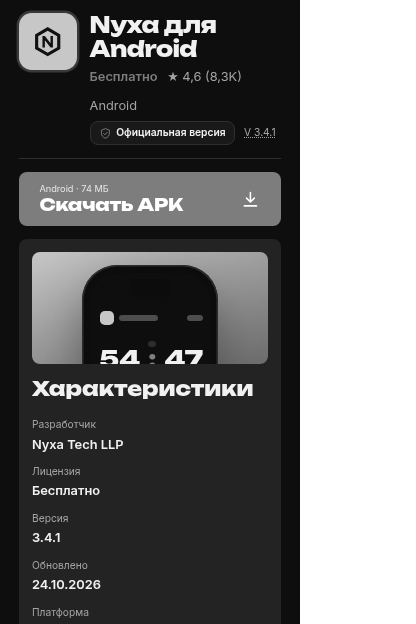 Nyxa для
Android
Бесплатно ★ 4,6 (8,3K)
Android
Официальная версия V 3.4.1
Android · 74 МБ
Скачать APK
54 : 47
Характеристики
Разработчик
Nyxa Tech LLP
Лицензия
Бесплатно
Версия
3.4.1
Обновлено
24.10.2026
Платформа